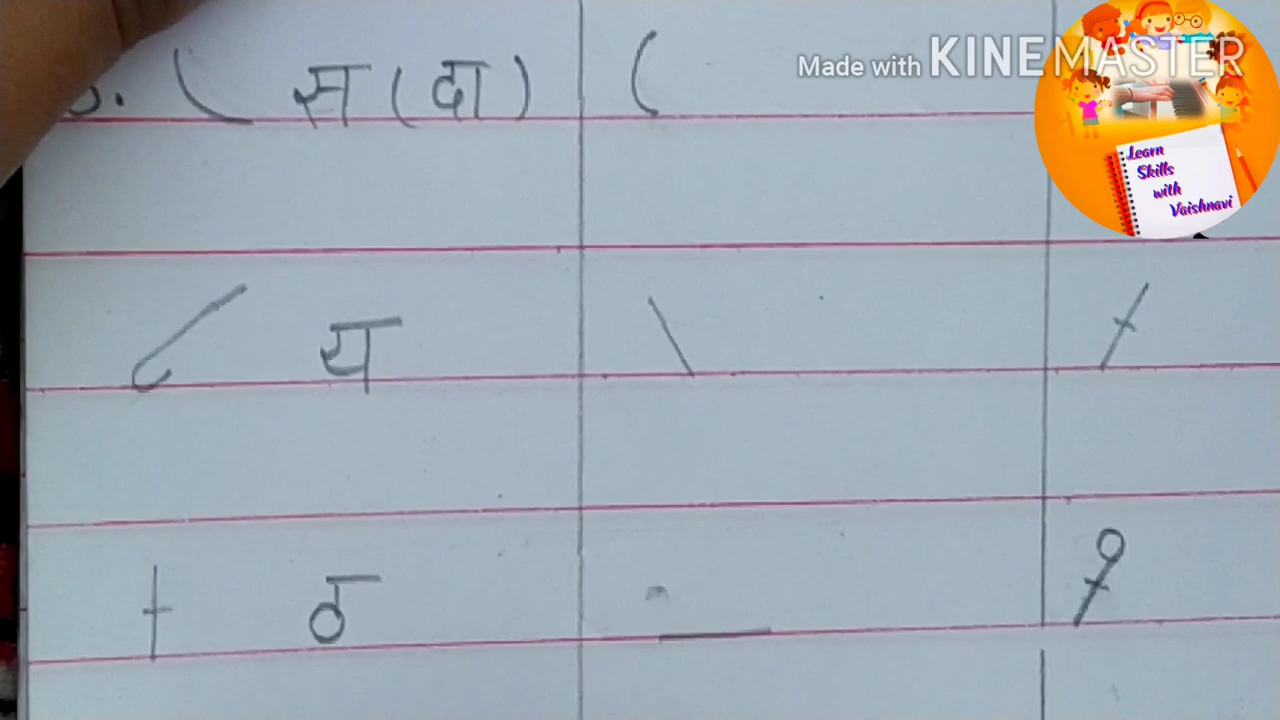 Made with KINEMASTER
स (दा) (
Learn
Skills
with
Vaishnavi
य
ठ